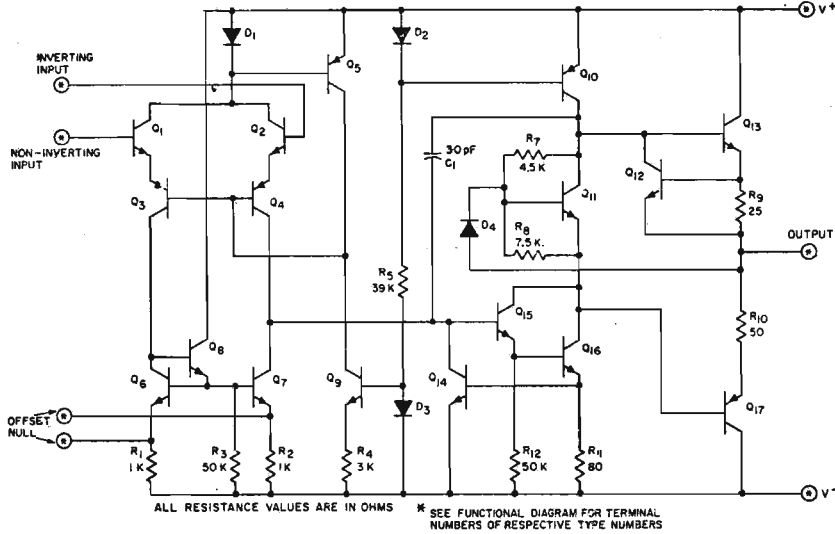 V+
D1
D2
INVERTING
INPUT
Q5
Q10
Q1
Q2
Q13
NON-INVERTING
INPUT
30 pF
C1
R7
4.5 K
Q12
Q3
Q4
Q11
R9
25
D4
R8
7.5 K.
OUTPUT
R5
39 K
Q15
R10
50
Q8
Q16
Q6
Q7
Q9
Q14
D3
Q17
OFFSET
NULL
R1
1 K
R3
50 K
R2
1K
R4
3 K
R12
50 K
R11
80
V-
ALL RESISTANCE VALUES ARE IN OHMS
* SEE FUNCTIONAL DIAGRAM FOR TERMINAL
NUMBERS OF RESPECTIVE TYPE NUMBERS